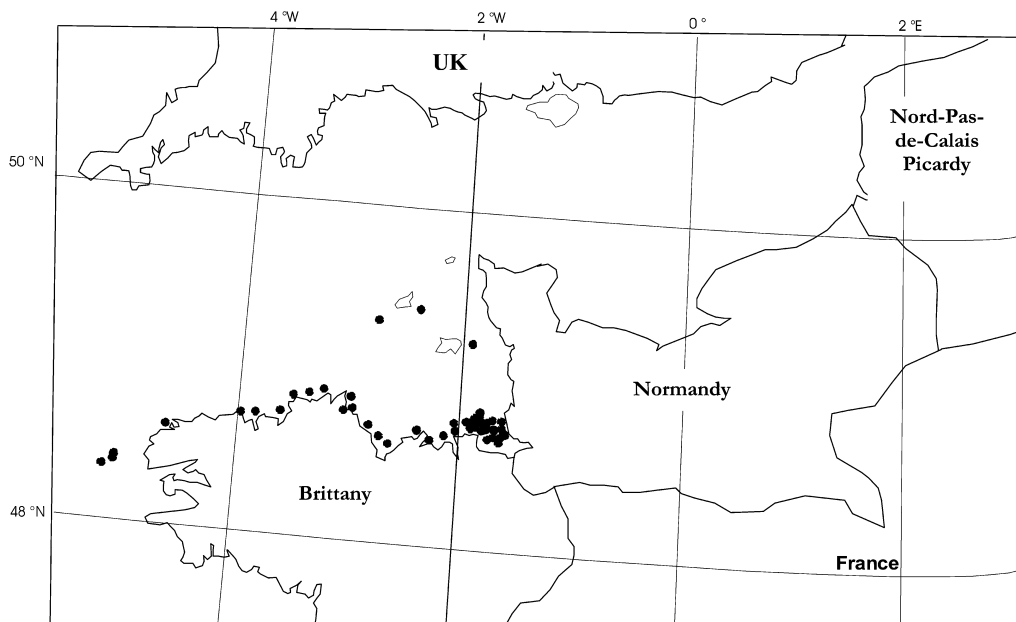 4 °W
2 °W
0 °
2 °E
UK
Nord-Pas-
de-Calais
Picardy
50 °N
Normandy
Brittany
48 °N
France